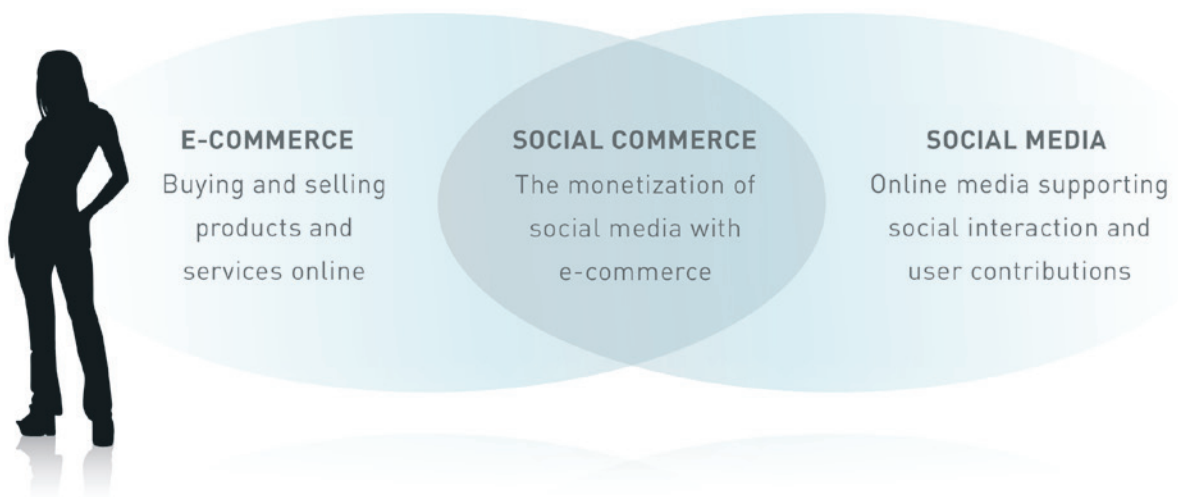 E-COMMERCE
Buying and selling
products and
services online
SOCIAL COMMERCE
The monetization of
social media with
e-commerce
SOCIAL MEDIA
Online media supporting
social interaction and
user contributions